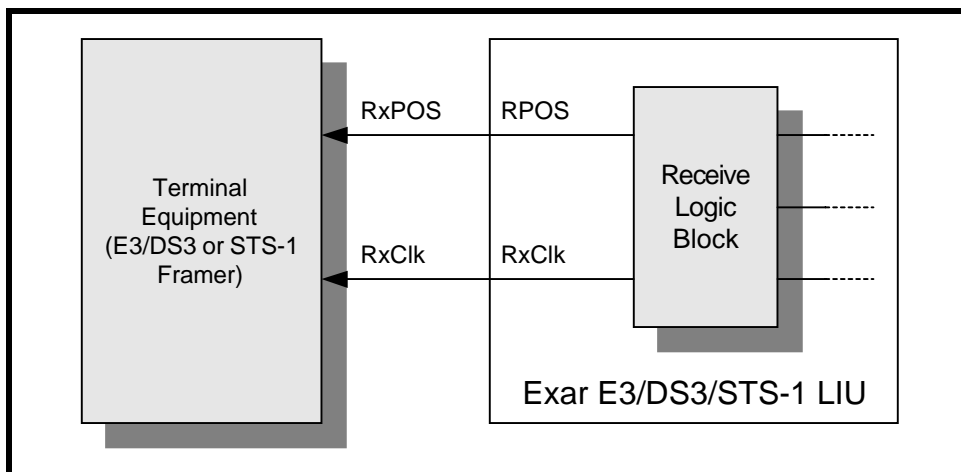 Terminal
Equipment
(E3/DS3 or STS-1
Framer)
RxPOS
RPOS
RxClk
RxClk
Receive
Logic
Block
Exar E3/DS3/STS-1 LIU